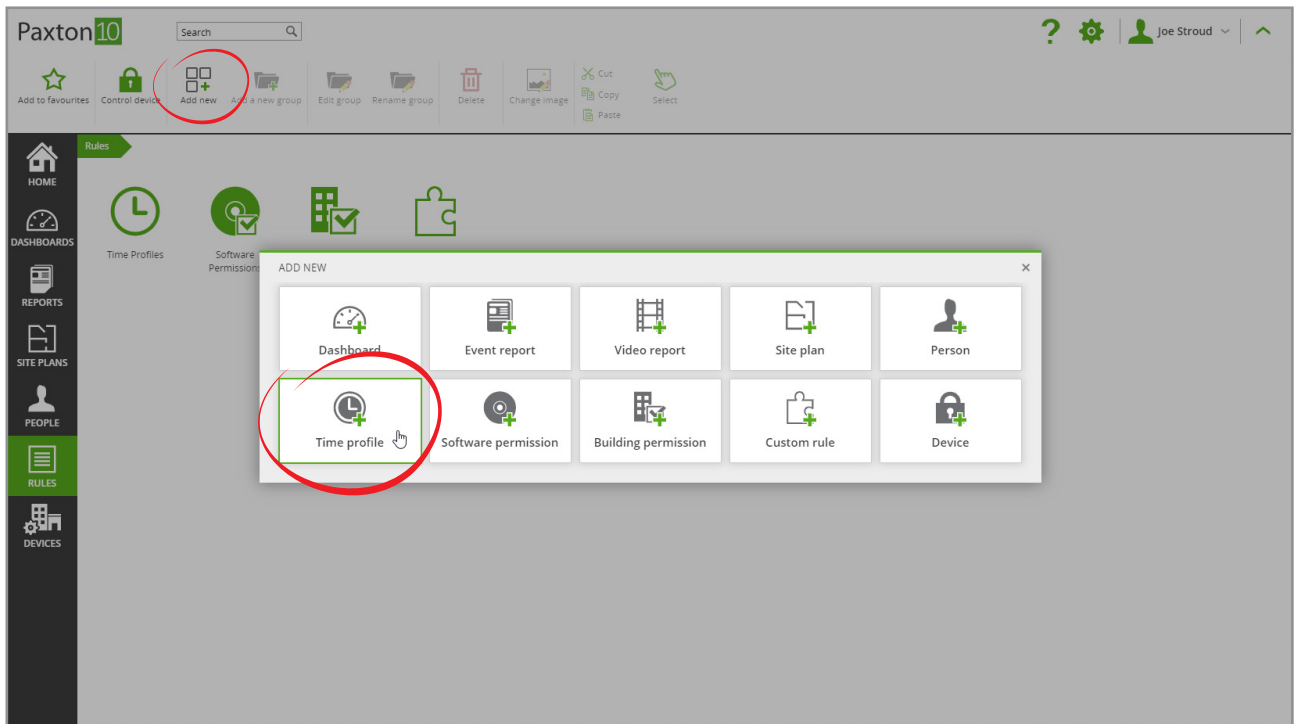 Paxton 10
Search
Joe Stroud
Add to favourites
Control device
Add new
Add a new group
Edit group
Rename group
Delete
Change image
Cut
Copy
Paste
Select
Rules
HOME
DASHBOARDS
REPORTS
SITE PLANS
PEOPLE
RULES
DEVICES
Time Profiles
Software
Permissions
ADD NEW
Dashboard
Event report
Video report
Site plan
Person
Time profile
Software permission
Building permission
Custom rule
Device